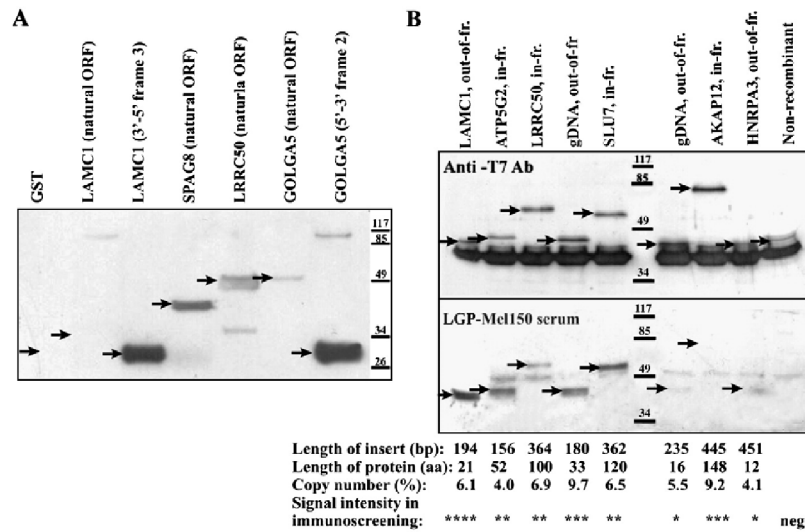 A
GST
LAMC1 (natural ORF)
LAMC1 (3'-5' frame 3)
SPAG8 (natural ORF)
LRRC50 (naturla ORF)
GOLGA5 (natural ORF)
GOLGA5 (5'-3' frame 2)
117
85
49
34
26
B
LAMC1, out-of-fr.
ATP5G2, in-fr.
LRRC50, in-fr.
gDNA, out-of-fr
SLU7, in-fr.
gDNA, out-of-fr.
AKAP12, in-fr.
HNRPA3, out-of-fr.
Non-recombinant
Anti -T7 Ab
117
85
49
34
LGP-Mel150 serum
117
85
49
34
Length of insert (bp): 194 156 364 180 362 235 445 451
Length of protein (aa): 21 52 100 33 120 16 148 12
Copy number (%): 6.1 4.0 6.9 9.7 6.5 5.5 9.2 4.1
Signal intensity in
immunoscreening: **** ** ** *** ** * *** * neg